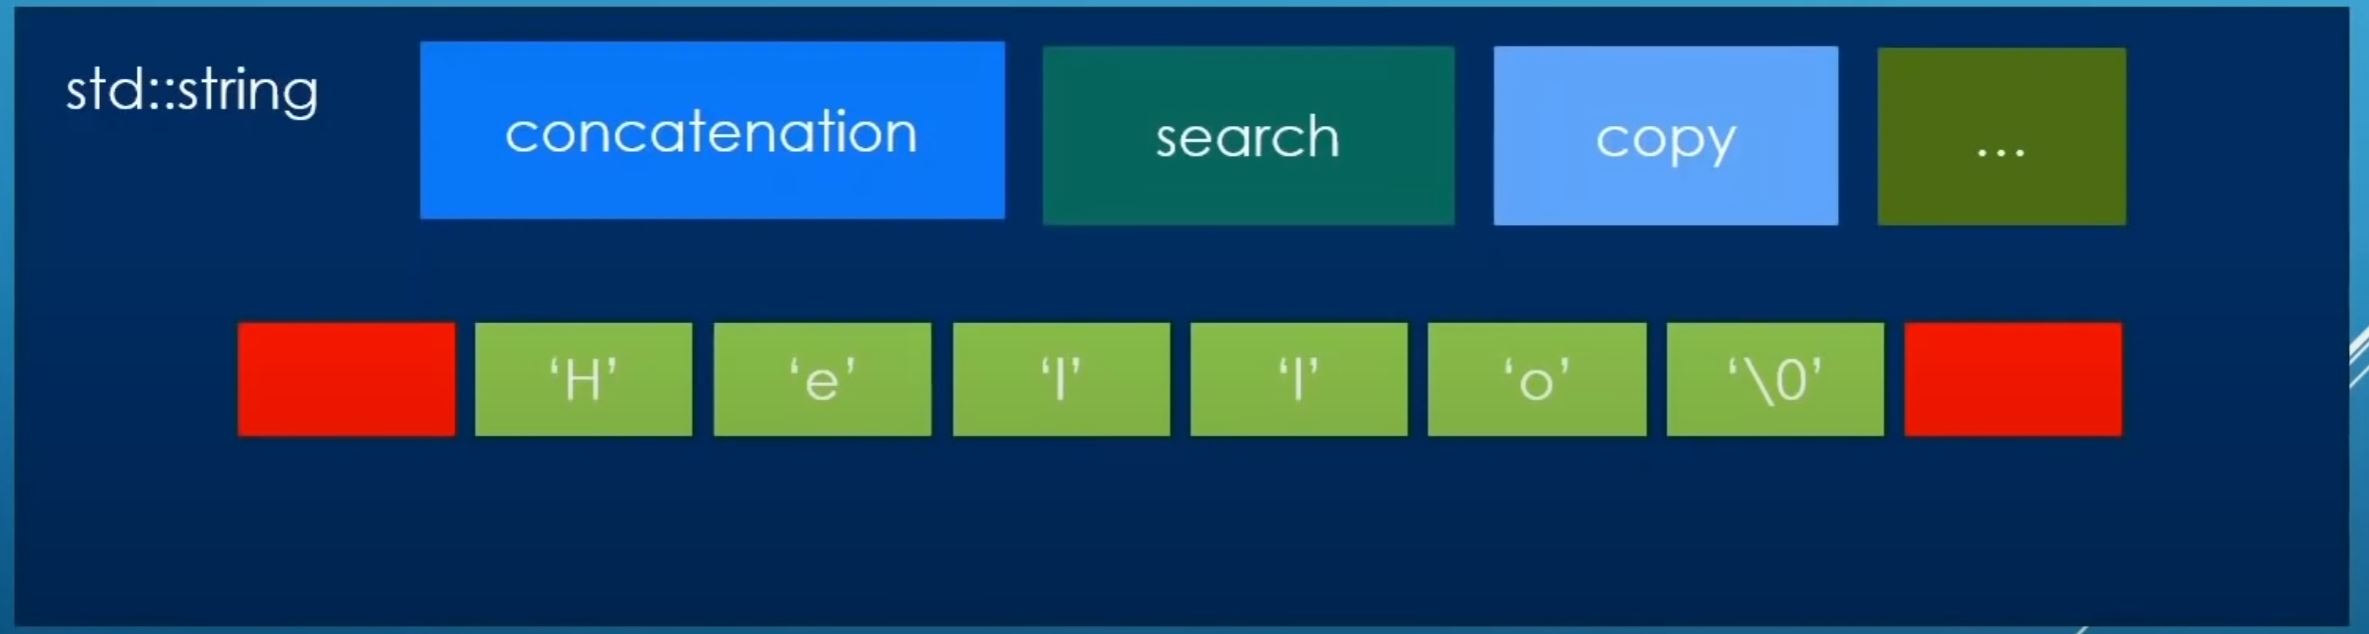 std::string
concatenation
search
copy
...
‘H’ ‘e’ ‘l’ ‘l’ ‘o’ ‘\0’